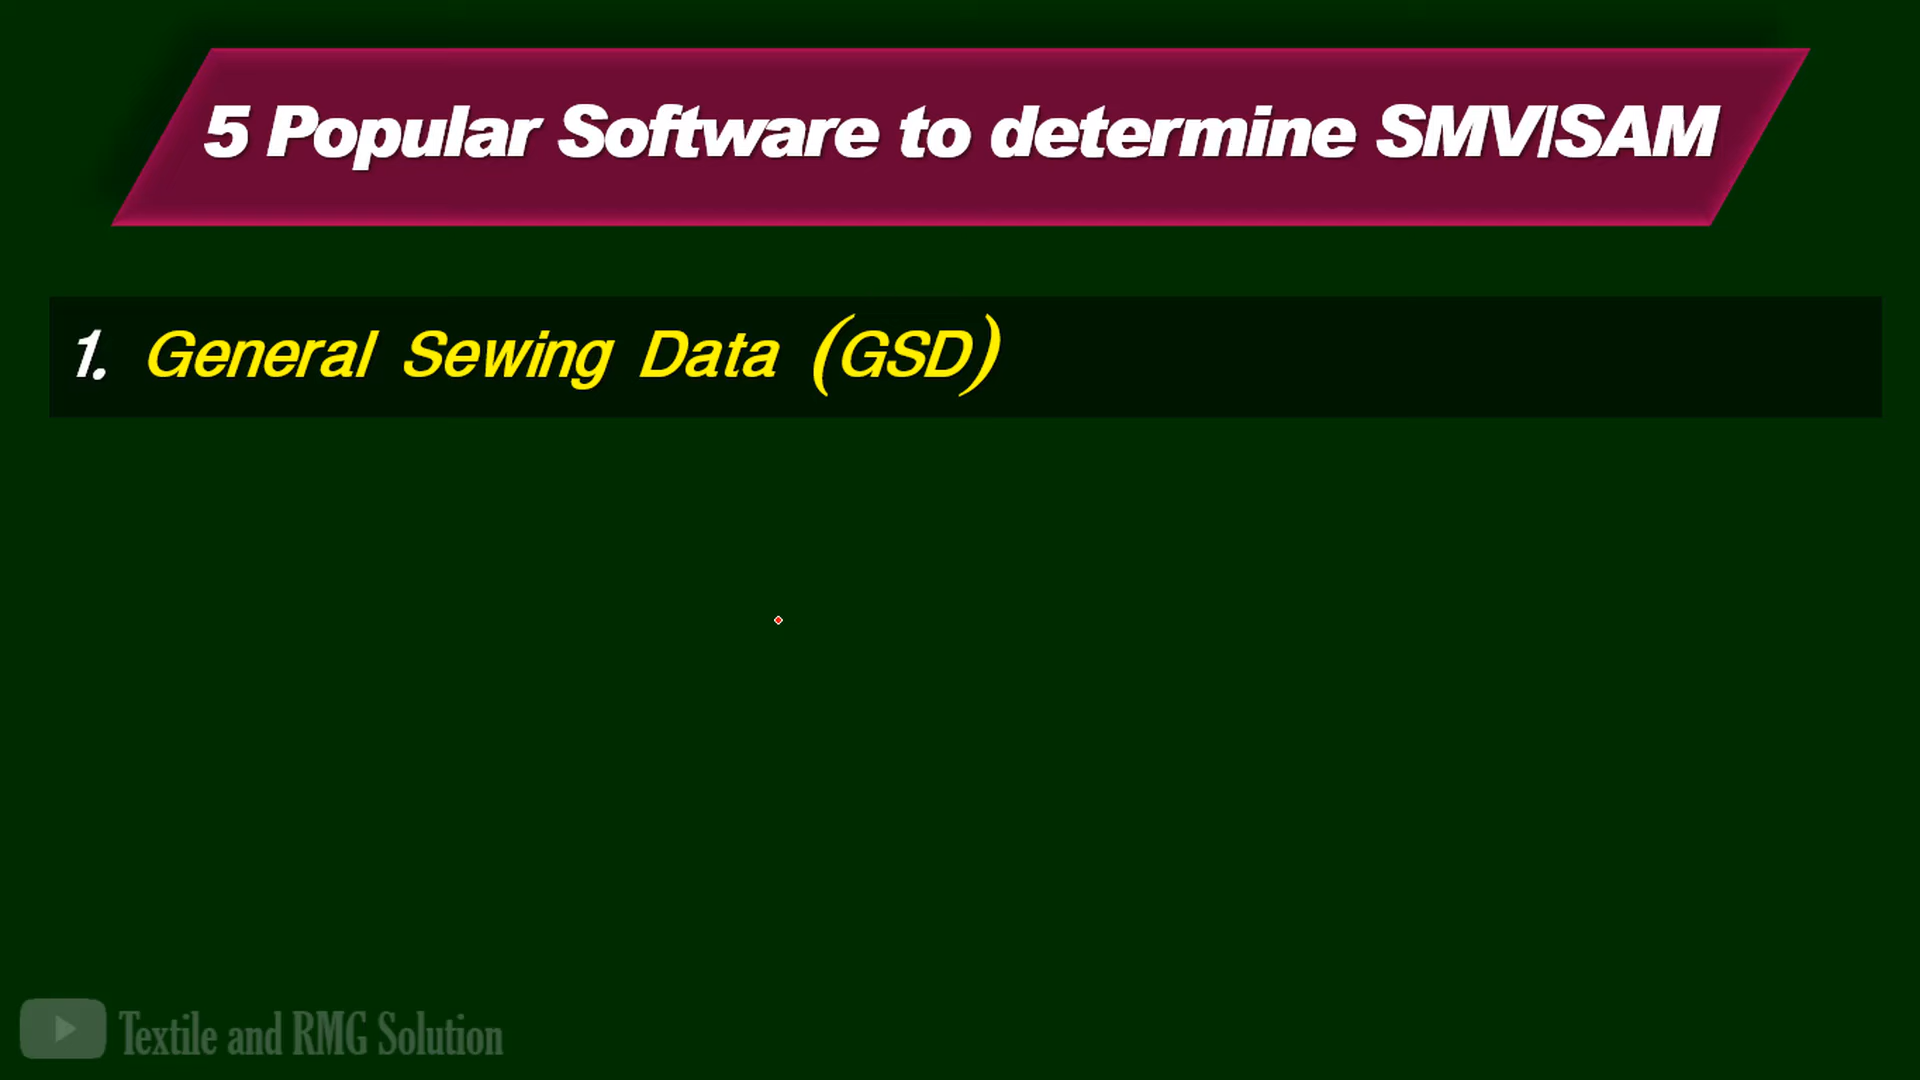 5 Popular Software to determine SMV/SAM
1. General Sewing Data (GSD)
Textile and RMG Solution